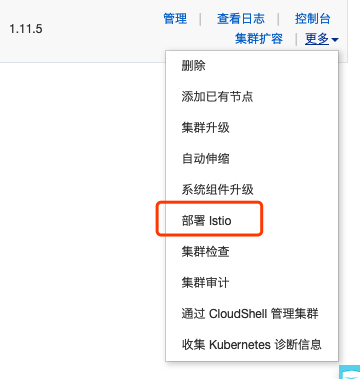 管理 | 查看日志 | 控制台
1.11.5
集群扩容 | 更多
删除
添加已有节点
集群升级
自动伸缩
系统组件升级
部署 Istio
集群检查
集群审计
通过 CloudShell 管理集群
收集 Kubernetes 诊断信息